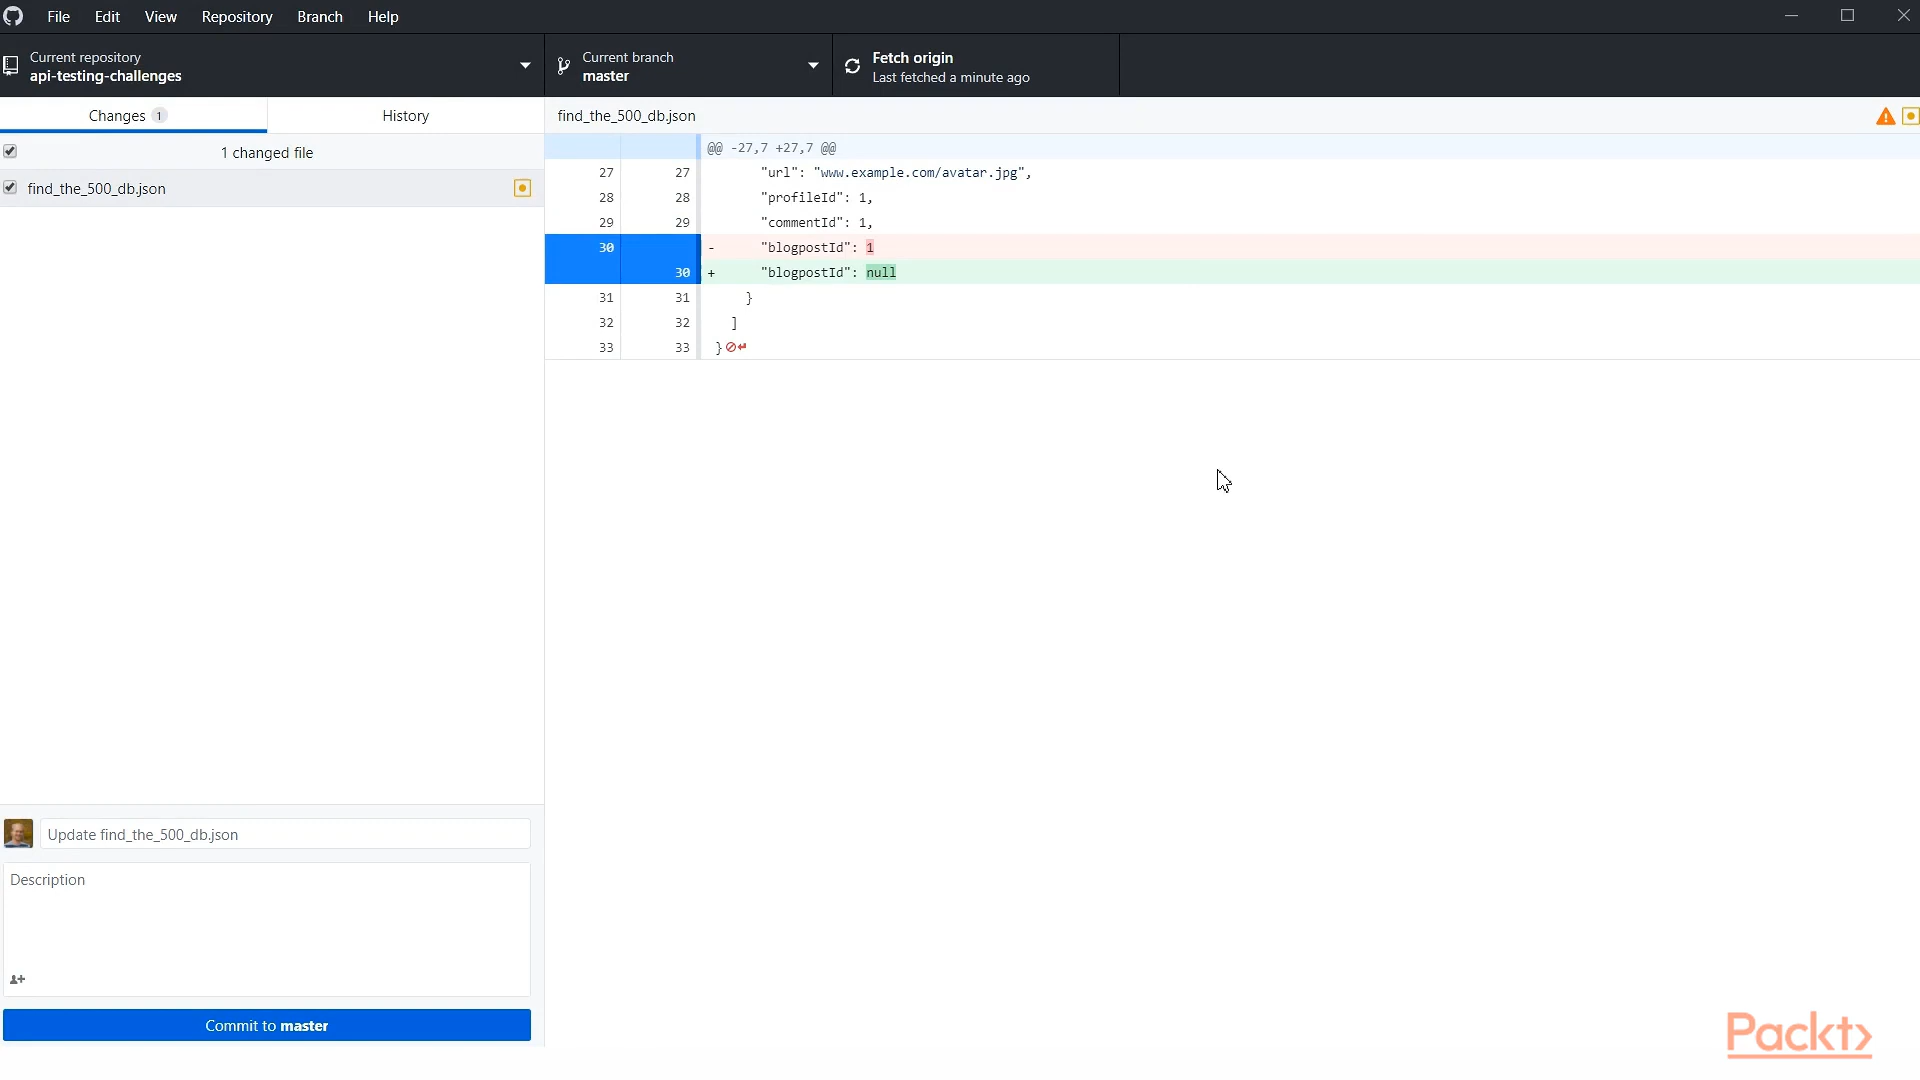 File Edit View Repository Branch Help
Current repository
api-testing-challenges
Current branch
master
Fetch origin
Last fetched a minute ago
Changes 1
History
find_the_500_db.json
1 changed file
find_the_500_db.json
@@ -27,7 +27,7 @@
27 27 "url": "www.example.com/avatar.jpg",
28 28 "profileId": 1,
29 29 "commentId": 1,
30 - "blogpostId": 1
30 + "blogpostId": null
31 31 }
32 32 ]
33 33 }
Update find_the_500_db.json
Description
Commit to master
Packt>